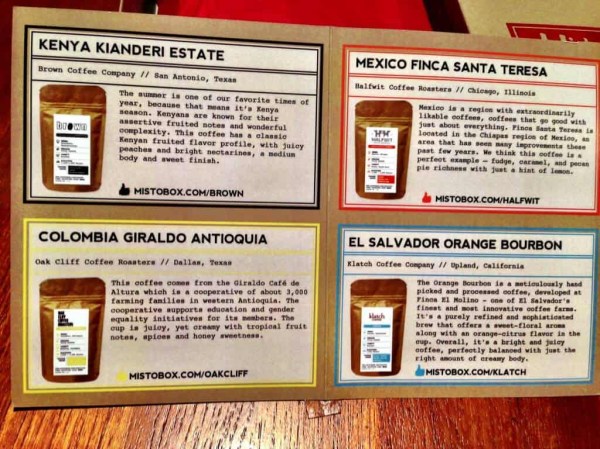 KENYA KIANDERI ESTATE
Brown Coffee Company // San Antonio, Texas
The summer is one of our favorite times of
year, because that means it's Kenya
season. Kenyans are known for their
assertive fruited notes and wonderful
complexity. This coffee has a classic
Kenyan fruited flavor profile, with juicy
peaches and bright nectarines, a medium
body and sweet finish.
brown
MISTOBOX.COM/BROWN
MEXICO FINCA SANTA TERESA
Halfwit Coffee Roasters // Chicago, Illinois
Mexico is a region with extraordinarily
likable coffees, coffees that go good with
just about everything. Finca Santa Teresa is
located in the Chiapas region of Mexico, an
area that has seen many improvements these
past few years. We think this coffee is a
perfect example – fudge, caramel, and pecan
pie richness with just a hint of lemon.
HALFWIT
MISTOBOX.COM/HALFWIT
COLOMBIA GIRALDO ANTIOQUIA
Oak Cliff Coffee Roasters // Dallas, Texas
This coffee comes from the Giraldo Café de
Altura which is a cooperative of about 3,000
farming families in western Antioquia. The
cooperative supports education and gender
equality initiatives for its members. The
cup is juicy, yet creamy with tropical fruit
notes, spices and honey sweetness.
MISTOBOX.COM/OAKCLIFF
EL SALVADOR ORANGE BOURBON
Klatch Coffee Company // Upland, California
The Orange Bourbon is a meticulously hand
picked and processed coffee, developed at
Finca El Molino – one of El Salvador's
finest and most innovative coffee farms.
It's a purely refined and sophisticated
brew that offers a sweet-floral aroma
along with an orange-citrus flavor in the
cup. Overall, it's a bright and juicy
coffee, perfectly balanced with just the
right amount of creamy body.
klatch
MISTOBOX.COM/KLATCH